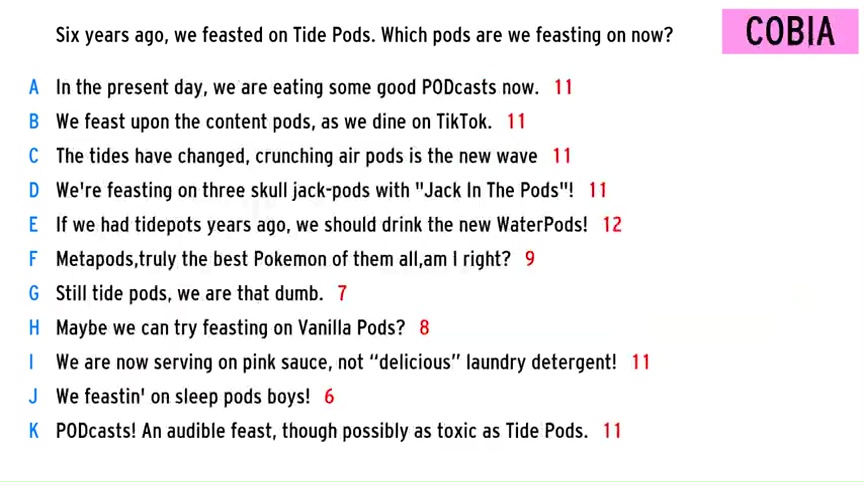 Six years ago, we feasted on Tide Pods. Which pods are we feasting on now?
COBIA
A In the present day, we are eating some good PODcasts now. 11
B We feast upon the content pods, as we dine on TikTok. 11
C The tides have changed, crunching air pods is the new wave 11
D We're feasting on three skull jack-pods with "Jack In The Pods"! 11
E If we had tidepots years ago, we should drink the new WaterPods! 12
F Metapods,truly the best Pokemon of them all,am I right? 9
G Still tide pods, we are that dumb. 7
H Maybe we can try feasting on Vanilla Pods? 8
I We are now serving on pink sauce, not “delicious” laundry detergent! 11
J We feastin' on sleep pods boys! 6
K PODcasts! An audible feast, though possibly as toxic as Tide Pods. 11